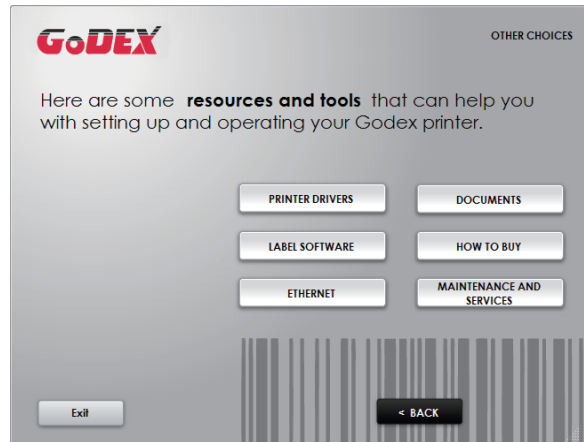 GoDEX
OTHER CHOICES
Here are some resources and tools that can help you
with setting up and operating your Godex printer.
PRINTER DRIVERS
DOCUMENTS
LABEL SOFTWARE
HOW TO BUY
ETHERNET
MAINTENANCE AND
SERVICES
Exit
< BACK